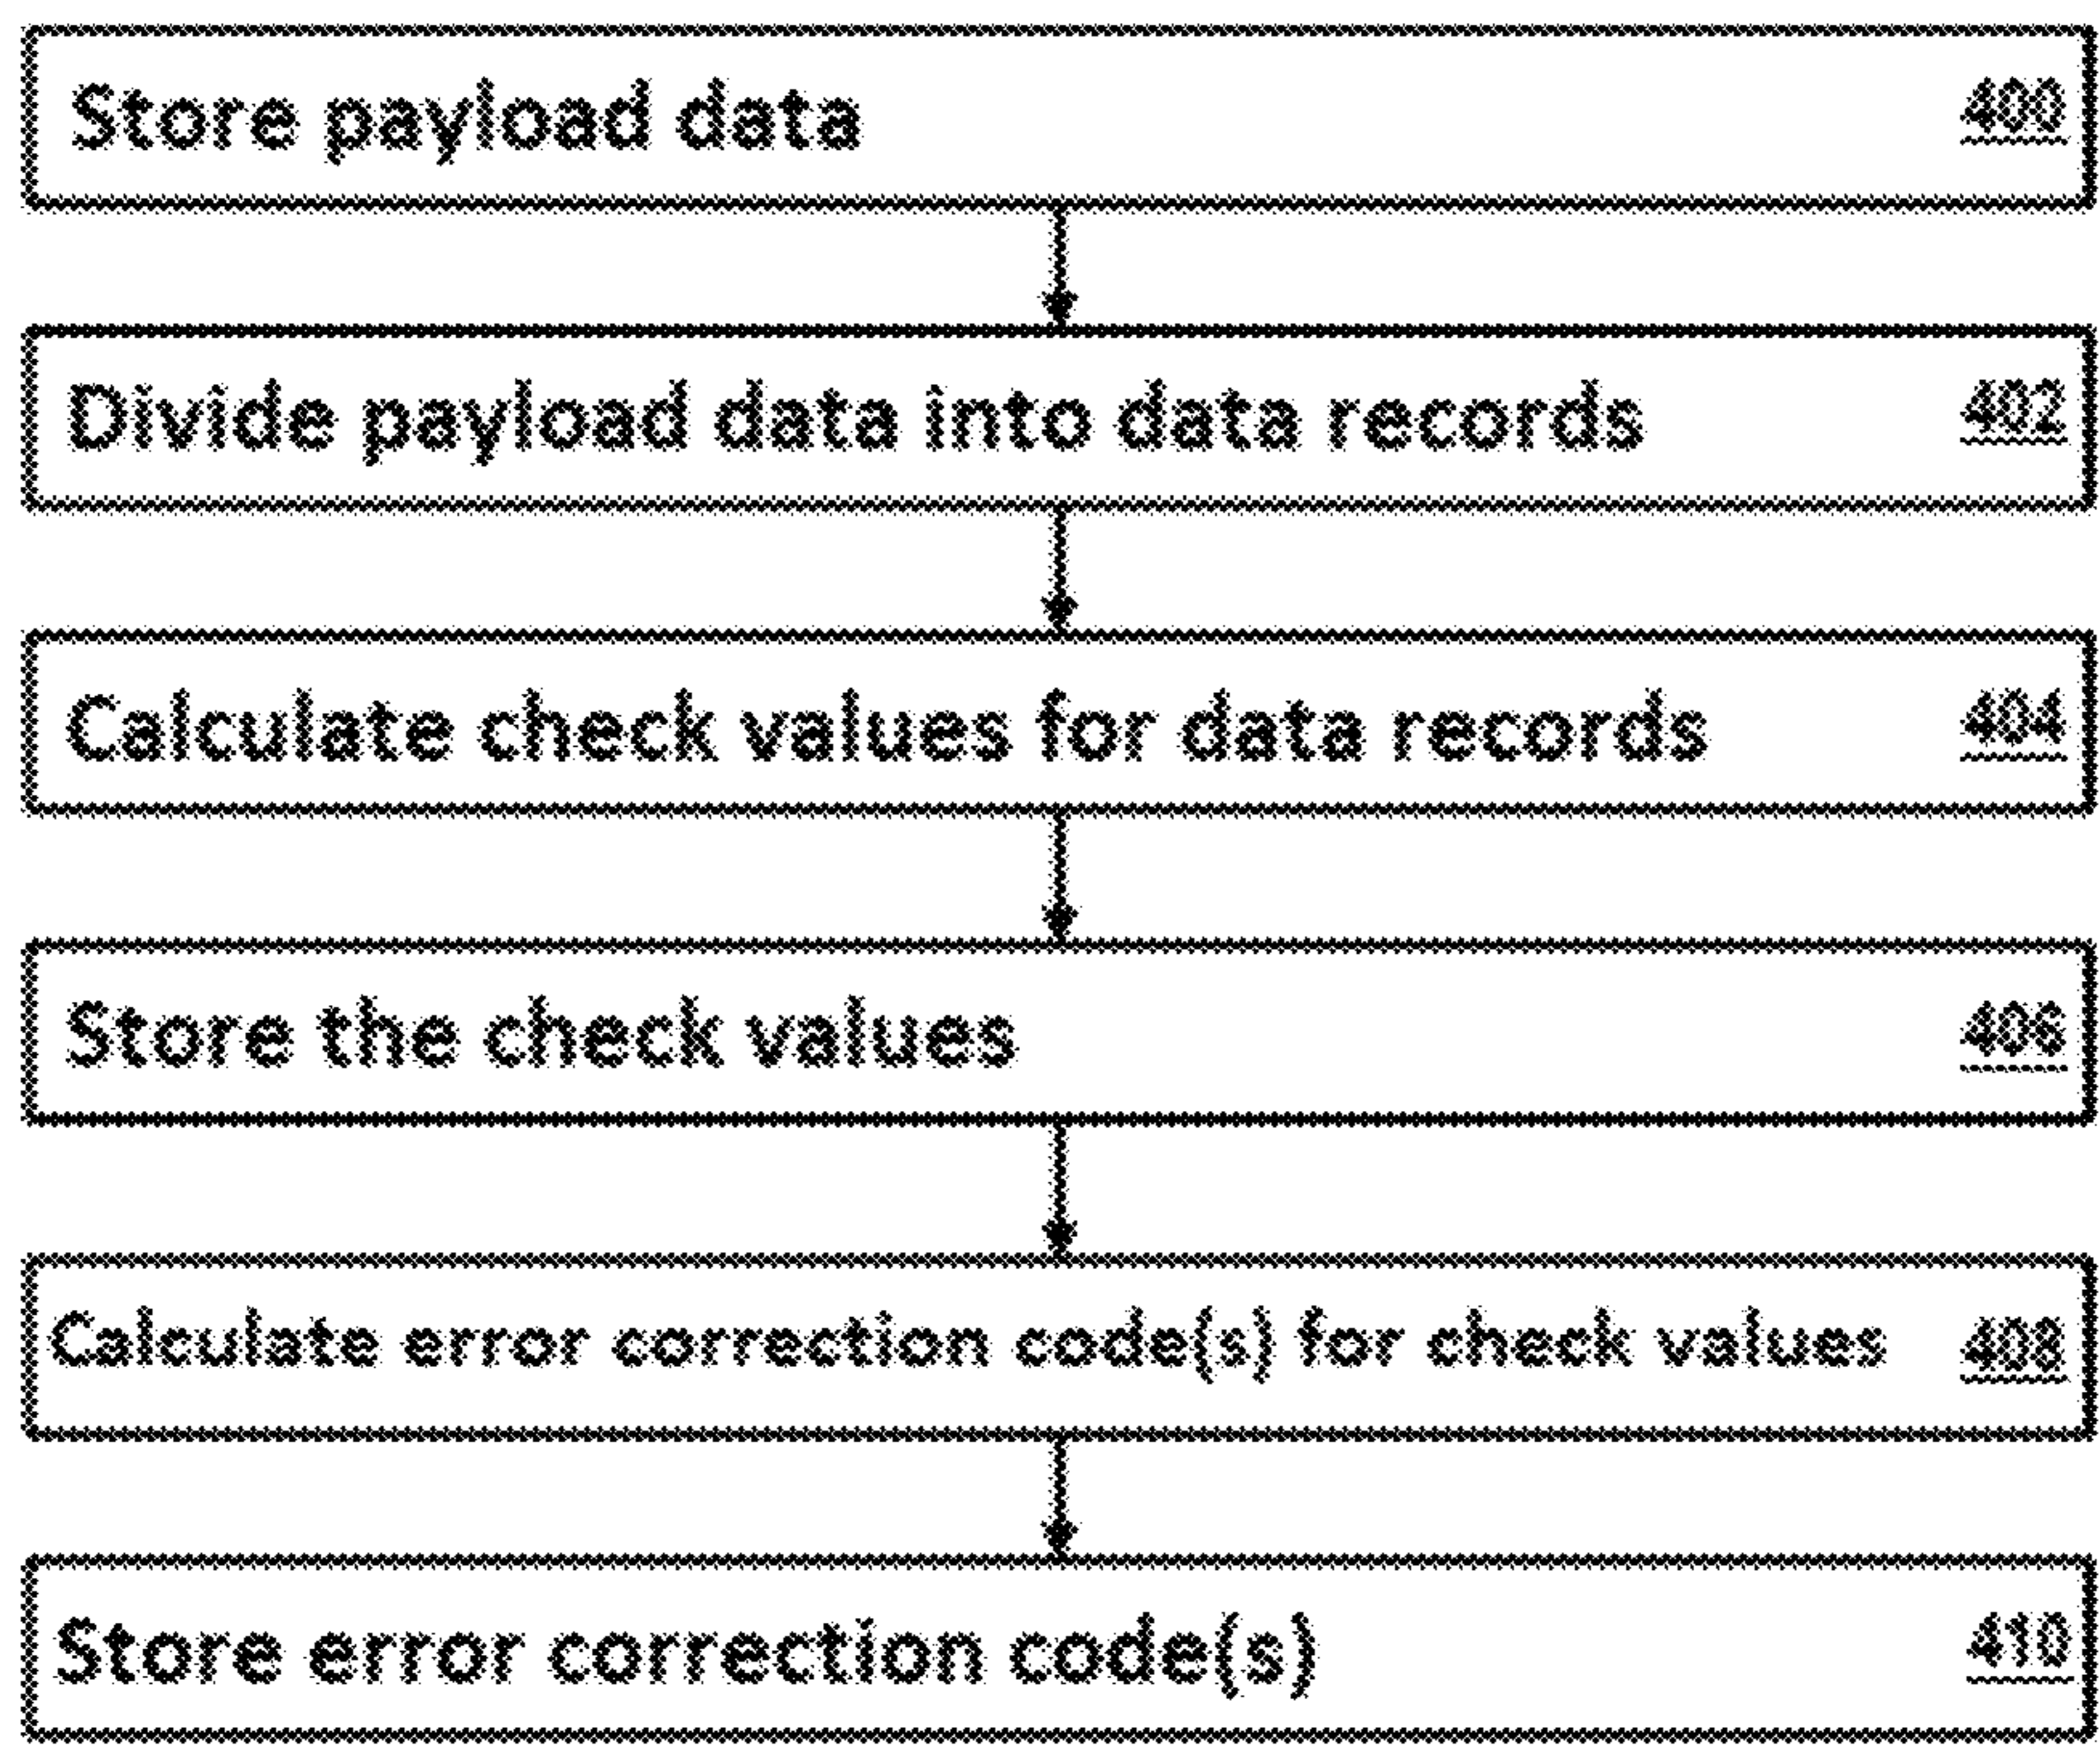 Store payload data 400
Divide payload data into data records 402
Calculate check values for data records 404
Store the check values 406
Calculate error correction code(s) for check values 408
Store error correction code(s) 410